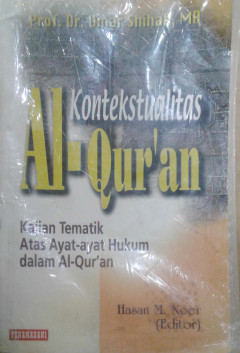 Prof. Dr. Umar Shihab, MA
Kontekstualitas
Al-Qur'an
Kajian Tematik
Atas Ayat-ayat Hukum
dalam Al-Qur'an
Hasan M. Noer
(Editor)
PENAMADANI